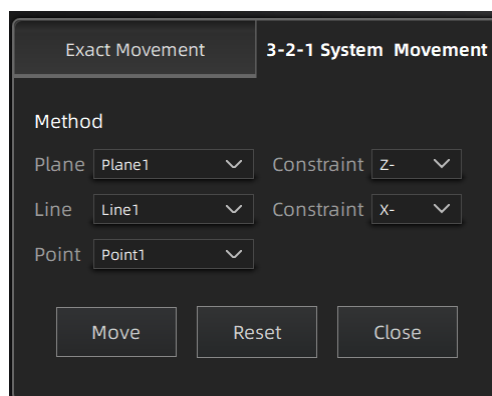 Exact Movement 3-2-1 System Movement
Method
Plane Plane1 Constraint Z-
Line Line1 Constraint X-
Point Point1
Move Reset Close